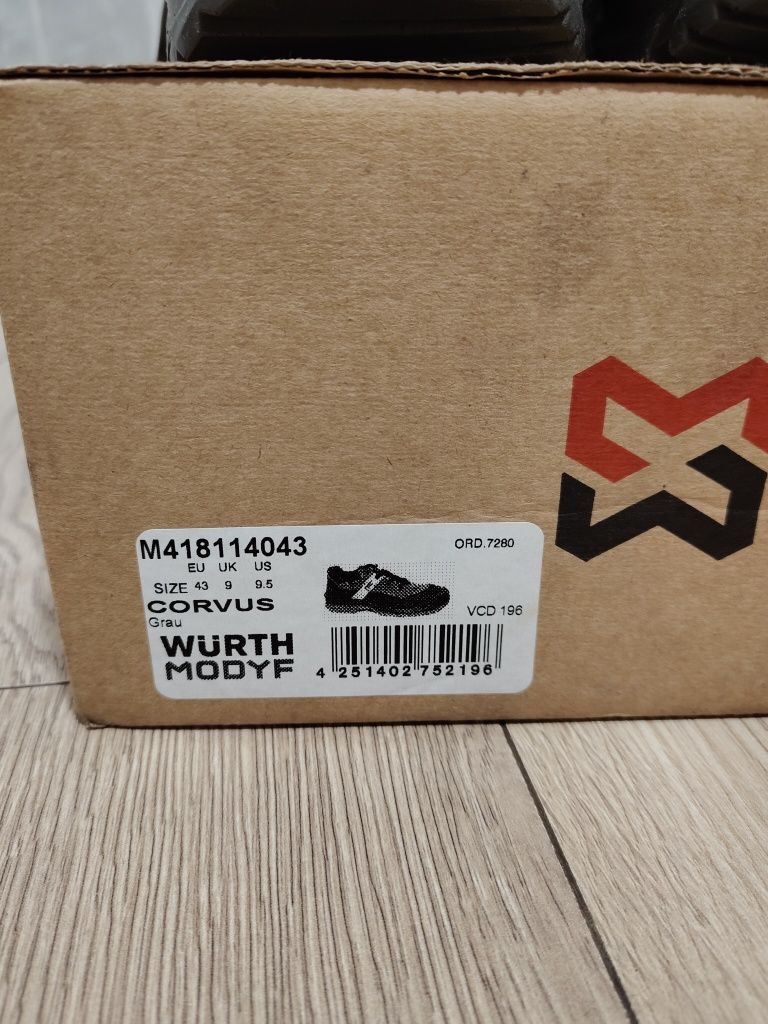 M418114043
ORD.7280
EU UK US
SIZE 43 9 9.5
CORVUS
Grau
VCD 196
WÜRTH
MODYF
4 251402 752196